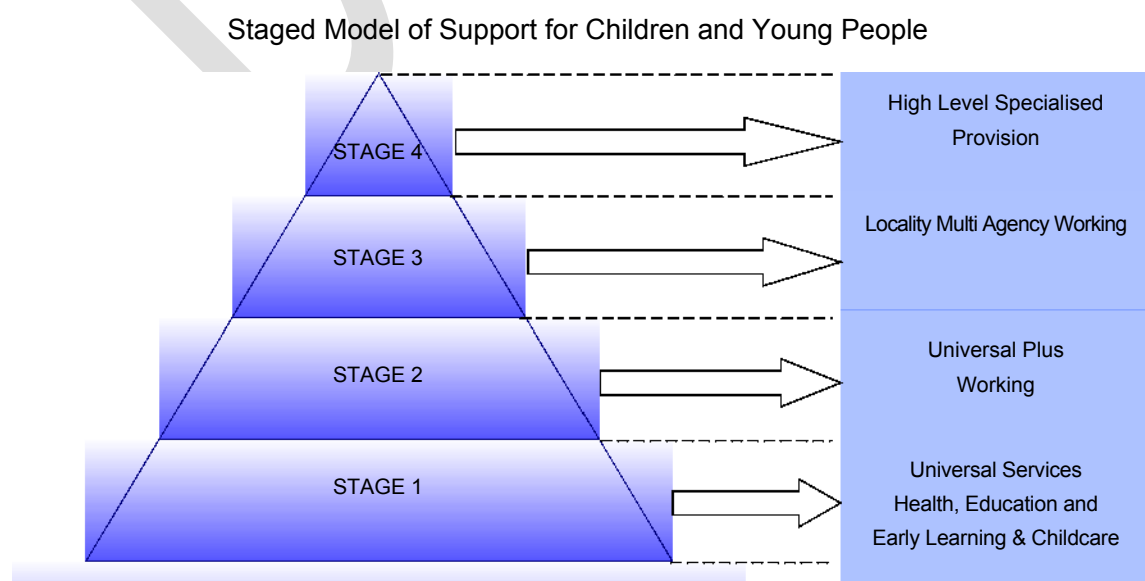 Staged Model of Support for Children and Young People
STAGE 4
High Level Specialised
Provision
STAGE 3
Locality Multi Agency Working
STAGE 2
Universal Plus
Working
STAGE 1
Universal Services
Health, Education and
Early Learning & Childcare